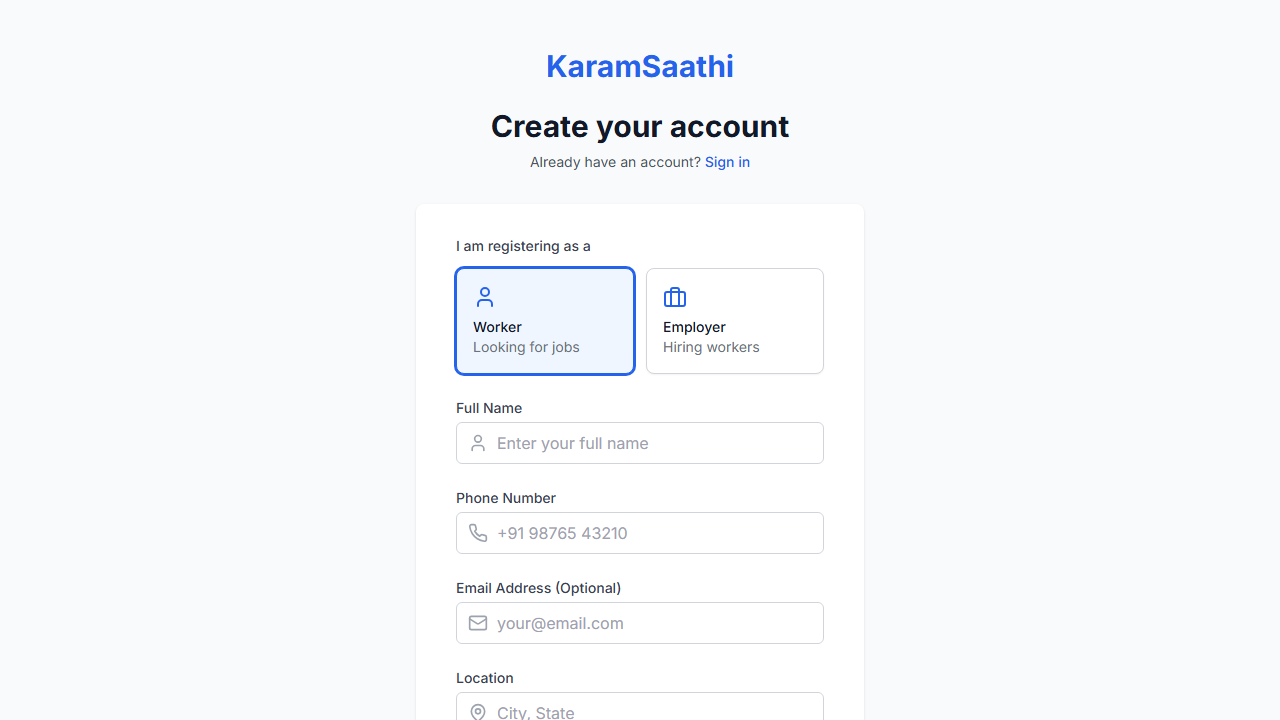 KaramSaathi
Create your account
Already have an account? Sign in
I am registering as a
Worker
Looking for jobs
Employer
Hiring workers
Full Name
Enter your full name
Phone Number
+91 98765 43210
Email Address (Optional)
your@email.com
Location
City, State